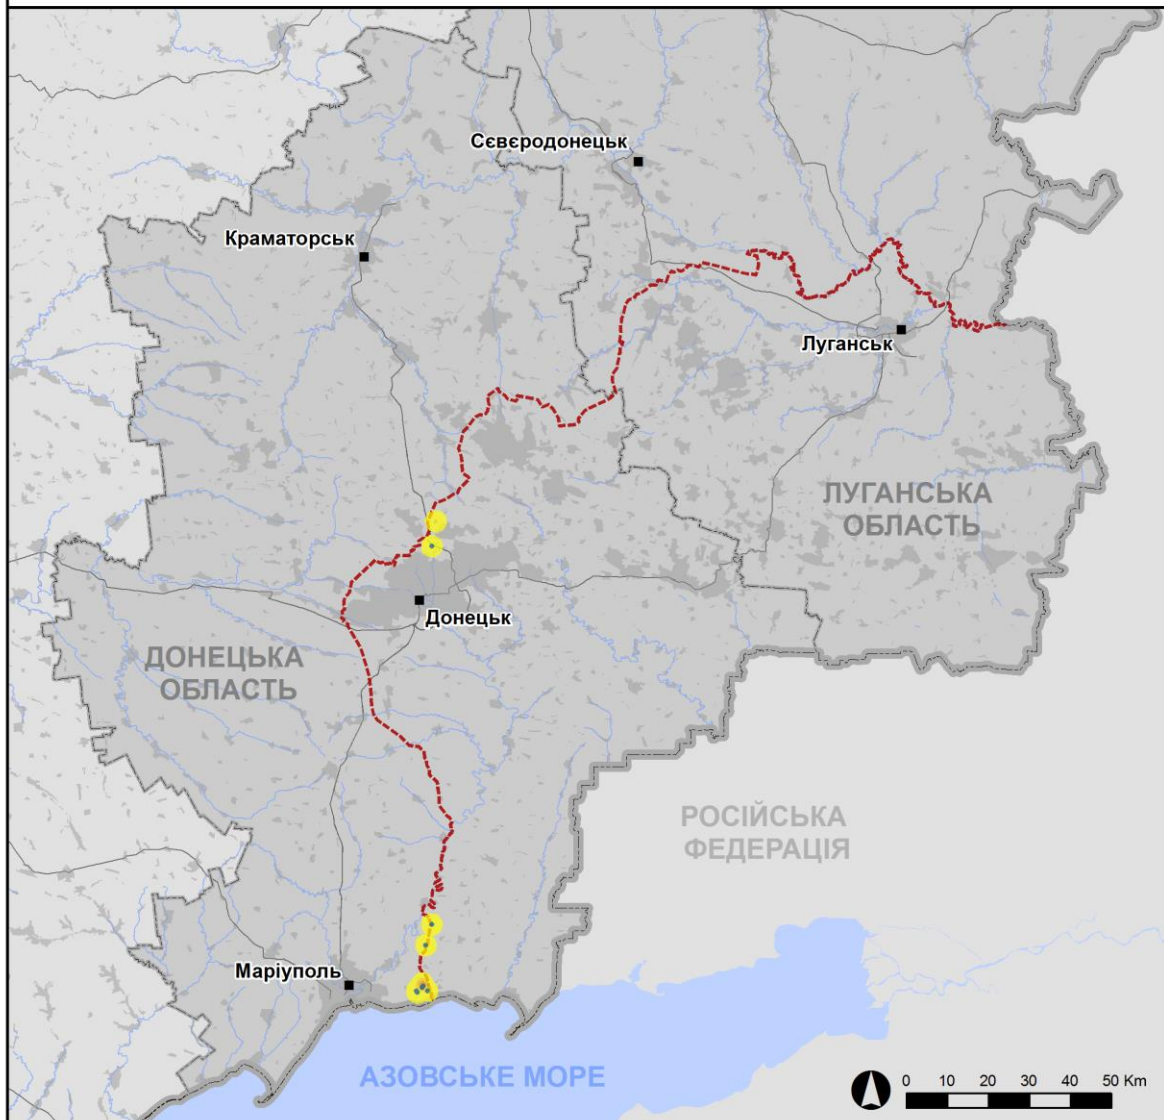 Сєвєродонецьк
Краматорськ
Луганськ
ЛУГАНСЬКА
ОБЛАСТЬ
Донецьк
ДОНЕЦЬКА
ОБЛАСТЬ
РОСІЙСЬКА
ФЕДЕРАЦІЯ
Маріуполь
АЗОВСЬКЕ МОРЕ
0 10 20 30 40 50 Km